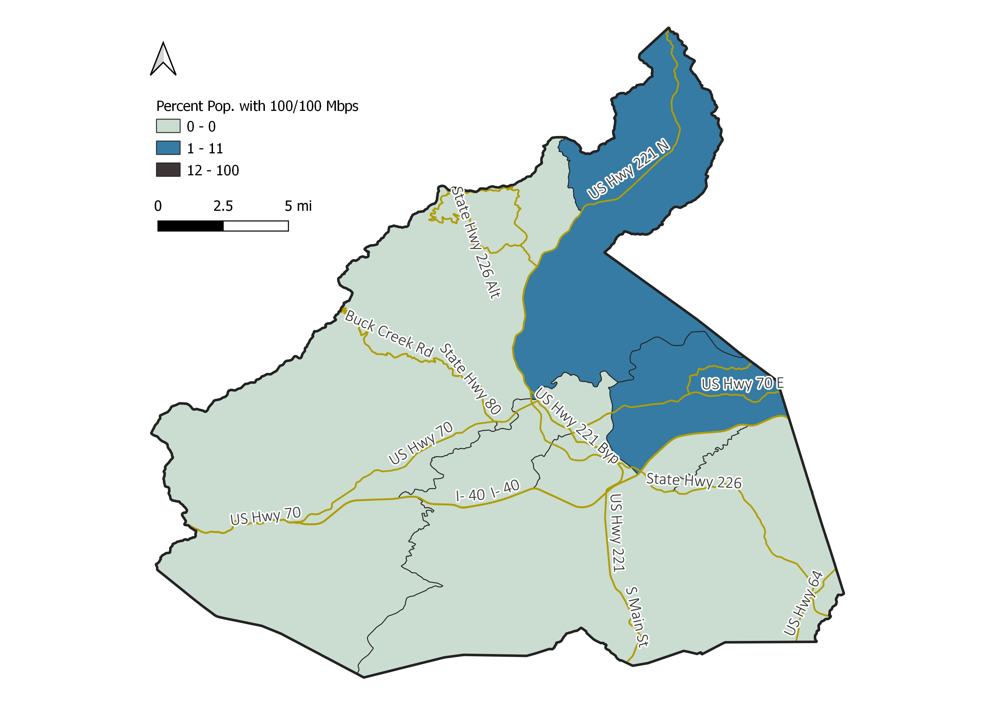 Percent Pop. with 100/100 Mbps
0 - 0
1 - 11
12 - 100
0 2.5 5 mi
US Hwy 221 N
State Hwy 226 Alt
Buck Creek Rd
State Hwy 80
US Hwy 70 E
US Hwy 221 Byp
US Hwy 70
State Hwy 226
I- 40 I- 40
US Hwy 70
US Hwy 221
US Hwy 64
S Main St